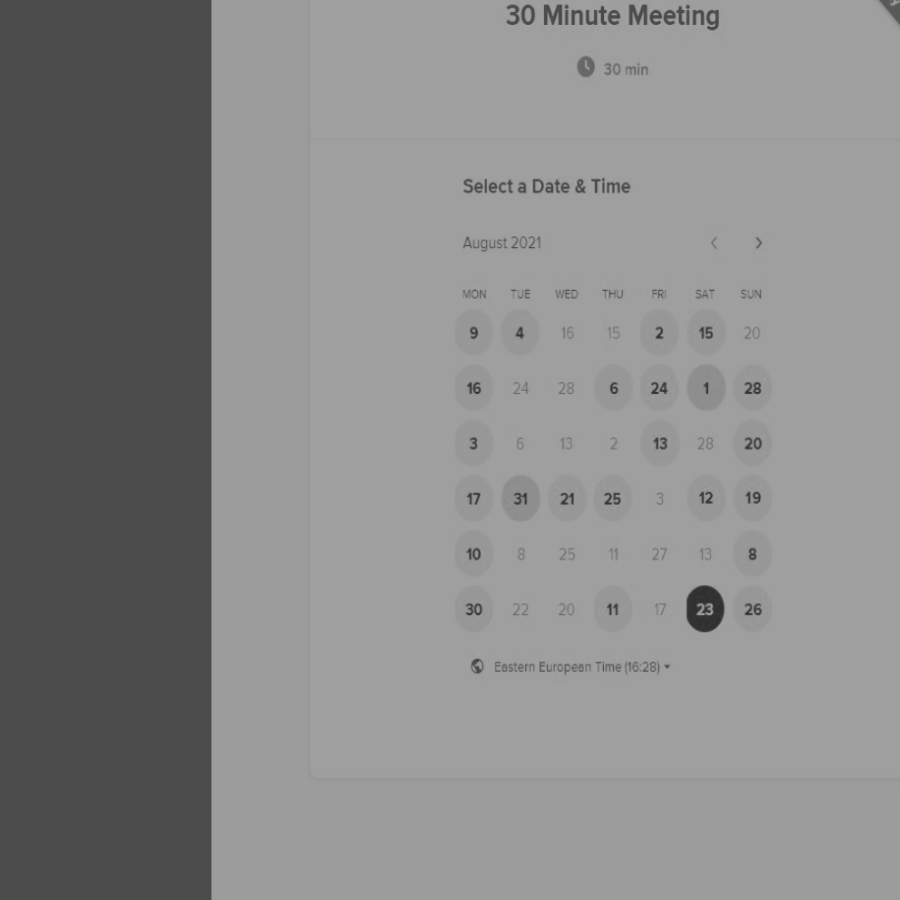 30 Minute Meeting
30 min
Select a Date & Time
August 2021
MON TUE WED THU FRI SAT SUN
9 4 16 15 2 15 20
16 24 28 6 24 1 28
3 6 13 2 13 28 20
17 31 21 25 3 12 19
10 8 25 11 27 13 8
30 22 20 11 17 23 26
Eastern European Time (16:28)